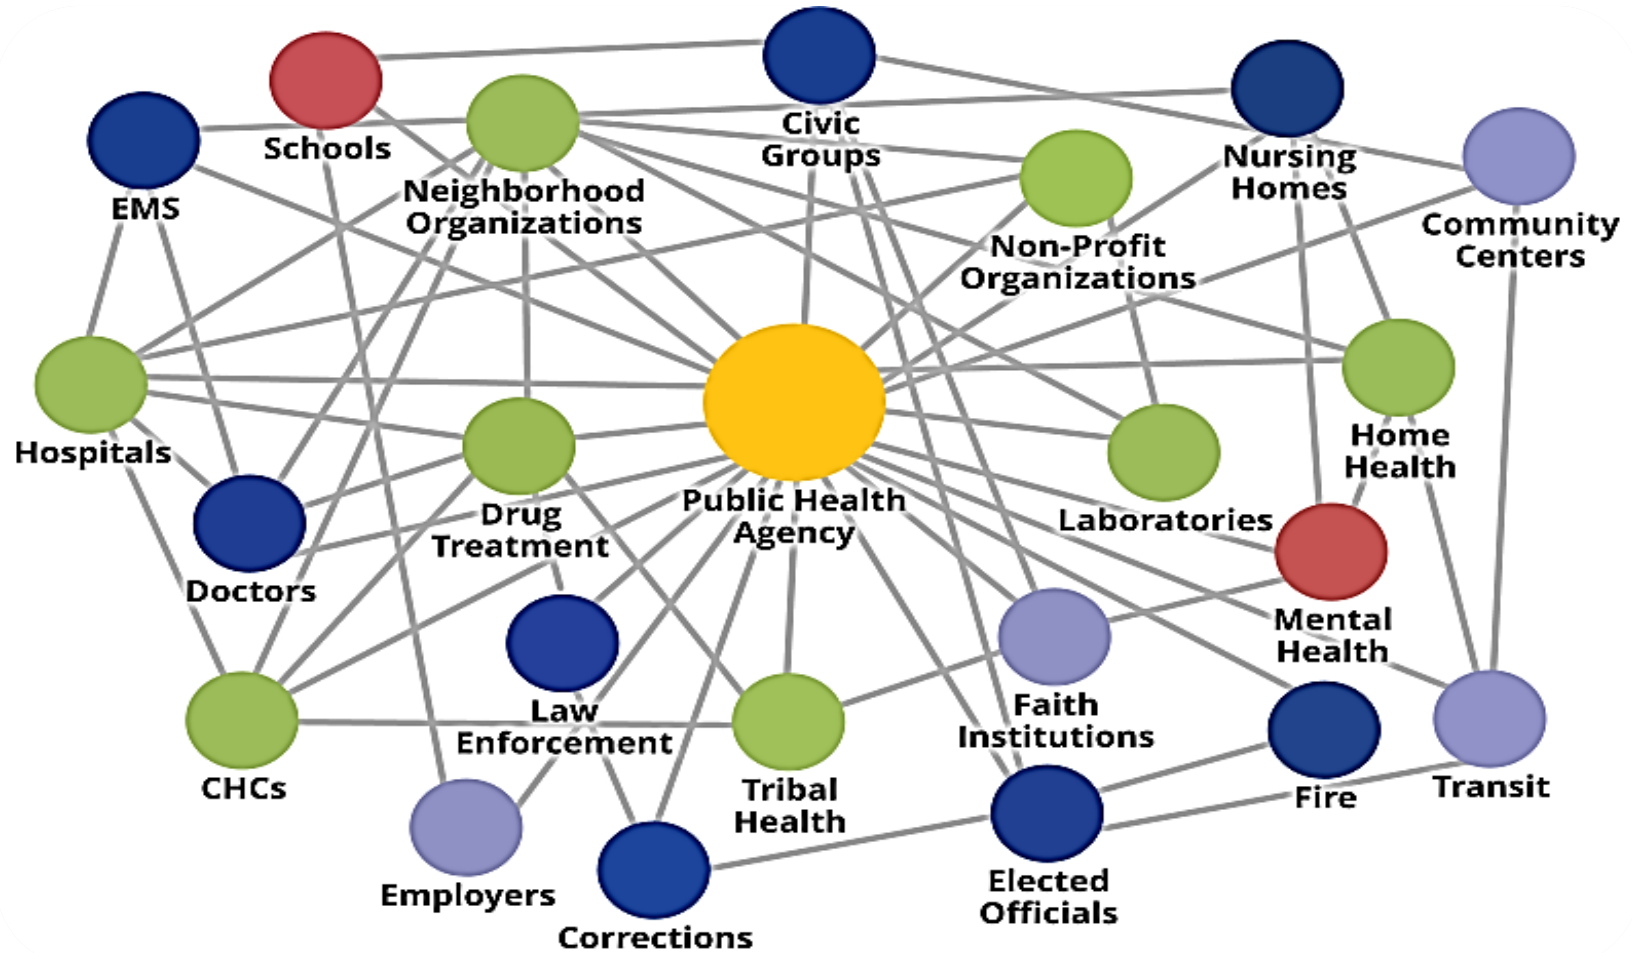 Civic
Groups
Schools
Nursing
Homes
EMS
Neighborhood
Organizations
Community
Centers
Non-Profit
Organizations
Hospitals
Home
Health
Public Health
Agency
Drug
Treatment
Laboratories
Doctors
Mental
Health
Law
Enforcement
Faith
Institutions
CHCs
Tribal
Health
Fire
Transit
Employers
Elected
Officials
Corrections